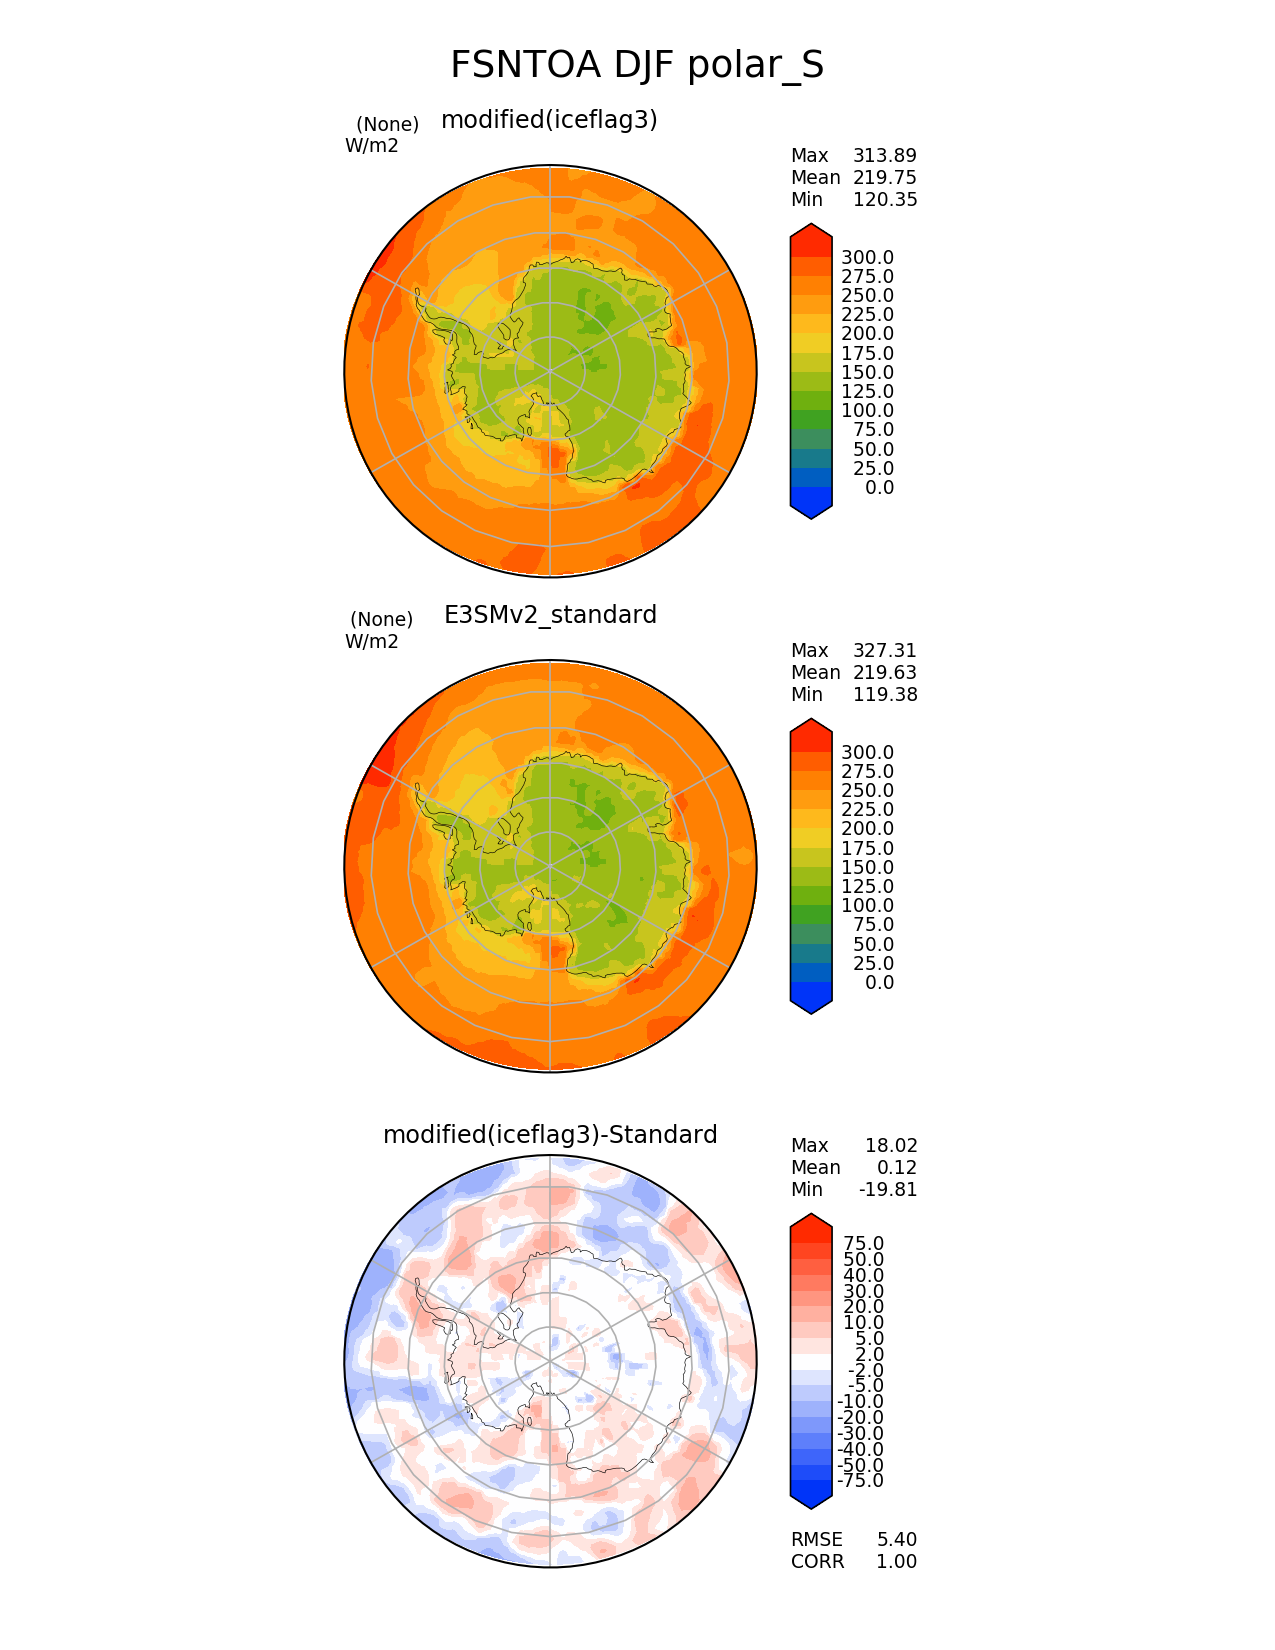 FSNTOA DJF polar_S
(None) modified(iceflag3)
W/m2
Max 313.89
Mean 219.75
Min 120.35
300.0
275.0
250.0
225.0
200.0
175.0
150.0
125.0
100.0
75.0
50.0
25.0
0.0
(None) E3SMv2_standard
W/m2
Max 327.31
Mean 219.63
Min 119.38
300.0
275.0
250.0
225.0
200.0
175.0
150.0
125.0
100.0
75.0
50.0
25.0
0.0
modified(iceflag3)-Standard
Max 18.02
Mean 0.12
Min -19.81
75.0
50.0
40.0
30.0
20.0
10.0
5.0
2.0
-2.0
-5.0
-10.0
-20.0
-30.0
-40.0
-50.0
-75.0
RMSE 5.40
CORR 1.00